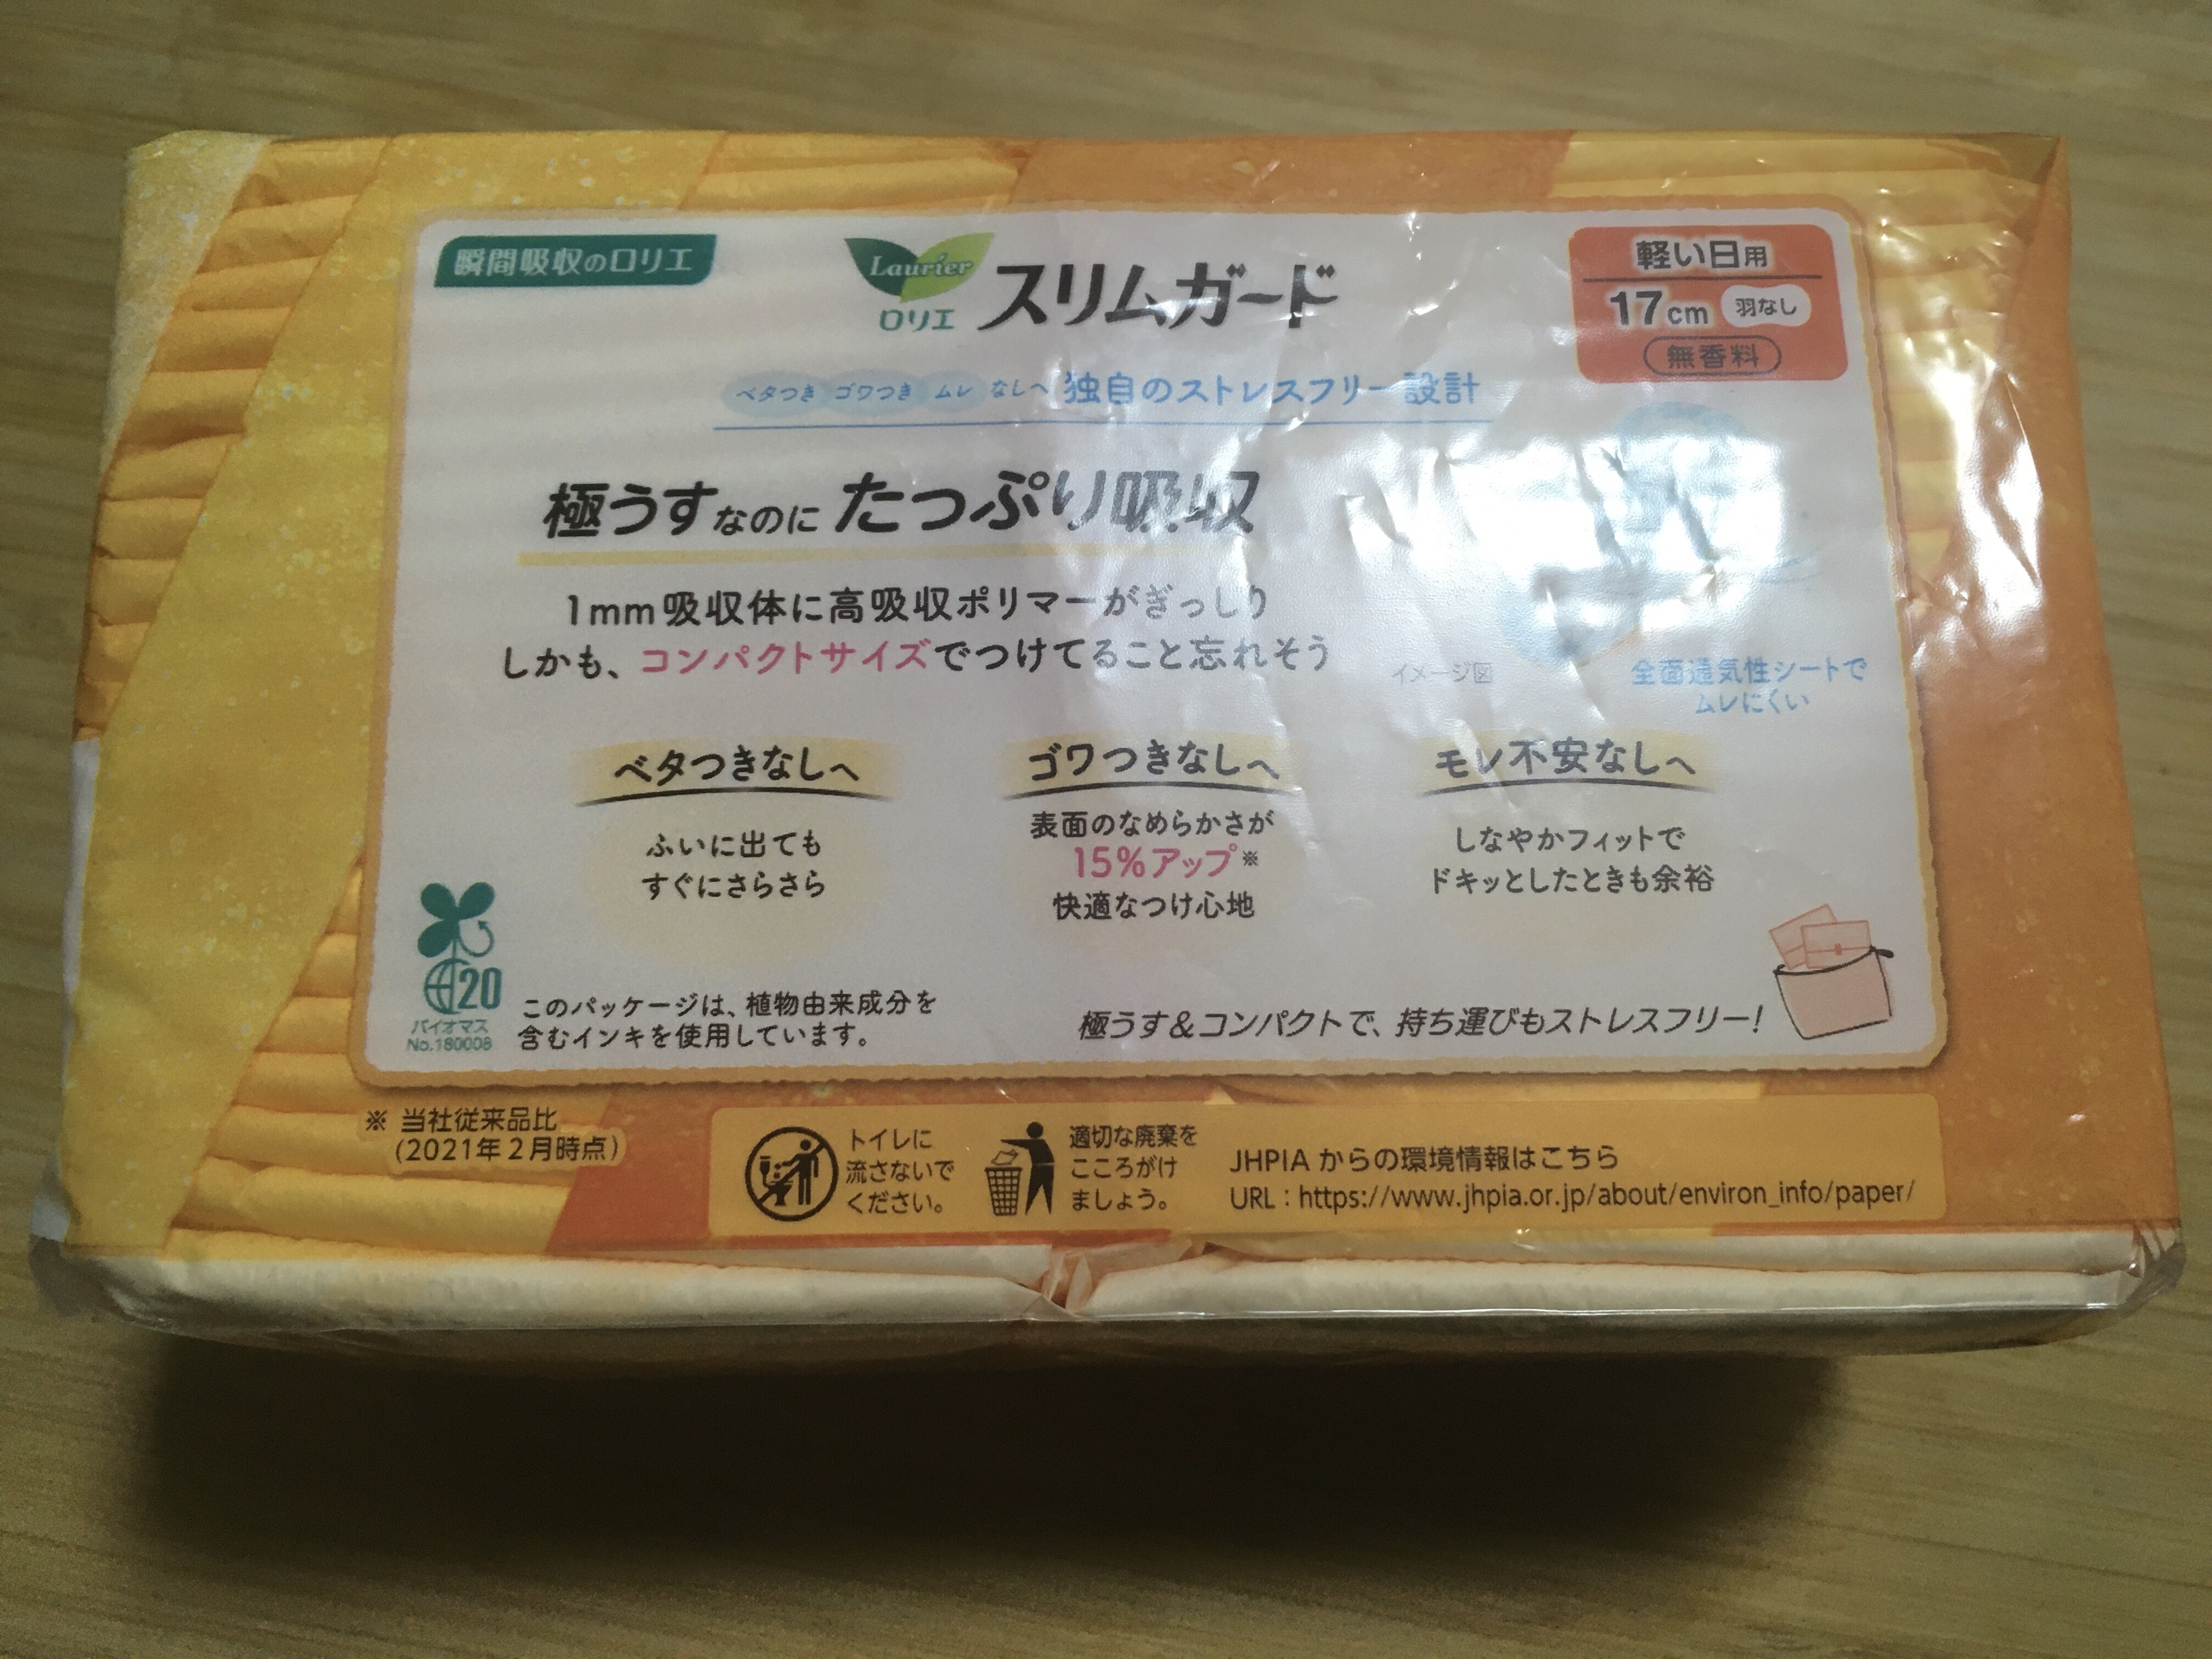 瞬間吸収のロリエ
Laurier
ロリエ
スリムガード
軽い日用
17cm 羽なし
無香料
ベタつき ゴワつき ムレ なしへ 独自のストレスフリー設計
極うすなのにたっぷり吸収
1mm吸収体に高吸収ポリマーがぎっしり
しかも、コンパクトサイズでつけてること忘れそう
イメージ図
全面通気性シートで
ムレにくい
ベタつきなしへ
ふいに出ても
すぐにさらさら
ゴワつきなしへ
表面のなめらかさが
15%アップ※
快適なつけ心地
モレ不安なしへ
しなやかフィットで
ドキッとしたときも余裕
20
バイオマス
No.180008
このパッケージは、植物由来成分を
含むインキを使用しています。
極うす&コンパクトで、持ち運びもストレスフリー!
※ 当社従来品比
(2021年2月時点)
トイレに
流さないで
ください。
適切な廃棄を
こころがけ
ましょう。
JHPIAからの環境情報はこちら
URL:https://www.jhpia.or.jp/about/environ_info/paper/